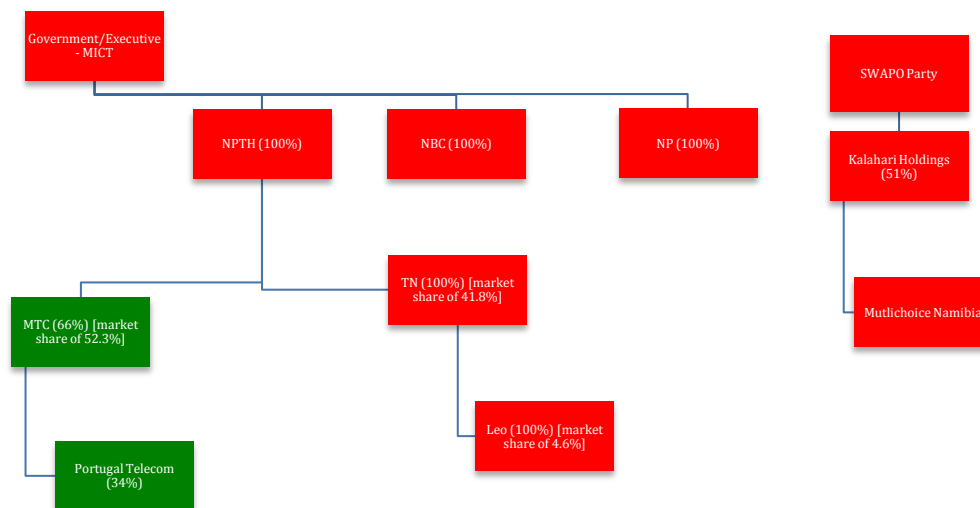 Government/Executive
- MICT
SWAPO Party
NPTH (100%)
NBC (100%)
NP (100%)
Kalahari Holdings
(51%)
TN (100%) [market
share of 41.8%]
MTC (66%) [market
share of 52.3%]
Mutlichoice Namibia
Leo (100%) [market
share of 4.6%]
Portugal Telecom
(34%)